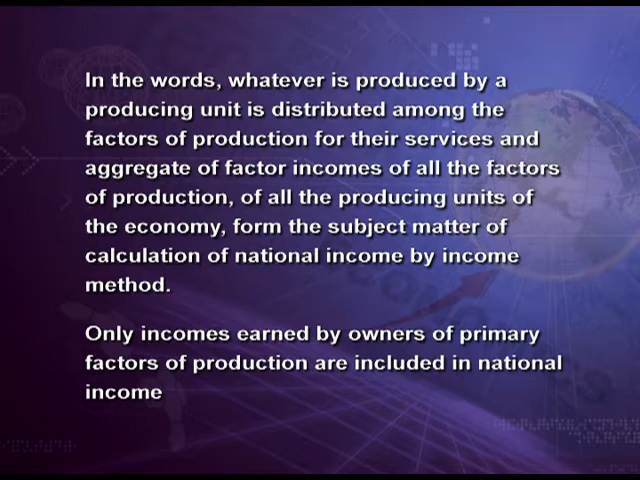 In the words, whatever is produced by a
producing unit is distributed among the
factors of production for their services and
aggregate of factor incomes of all the factors
of production, of all the producing units of
the economy, form the subject matter of
calculation of national income by income
method.
Only incomes earned by owners of primary
factors of production are included in national
income